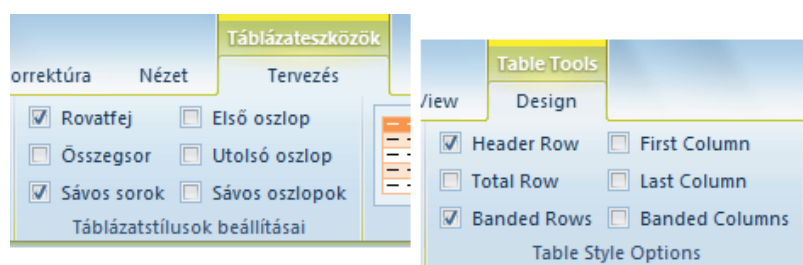 Táblázateszközök
orrektúra Nézet Tervezés
Rovatfej Első oszlop
Összegsor Utolsó oszlop
Sávos sorok Sávos oszlopok
Táblázatstílusok beállításai
Table Tools
View Design
Header Row First Column
Total Row Last Column
Banded Rows Banded Columns
Table Style Options